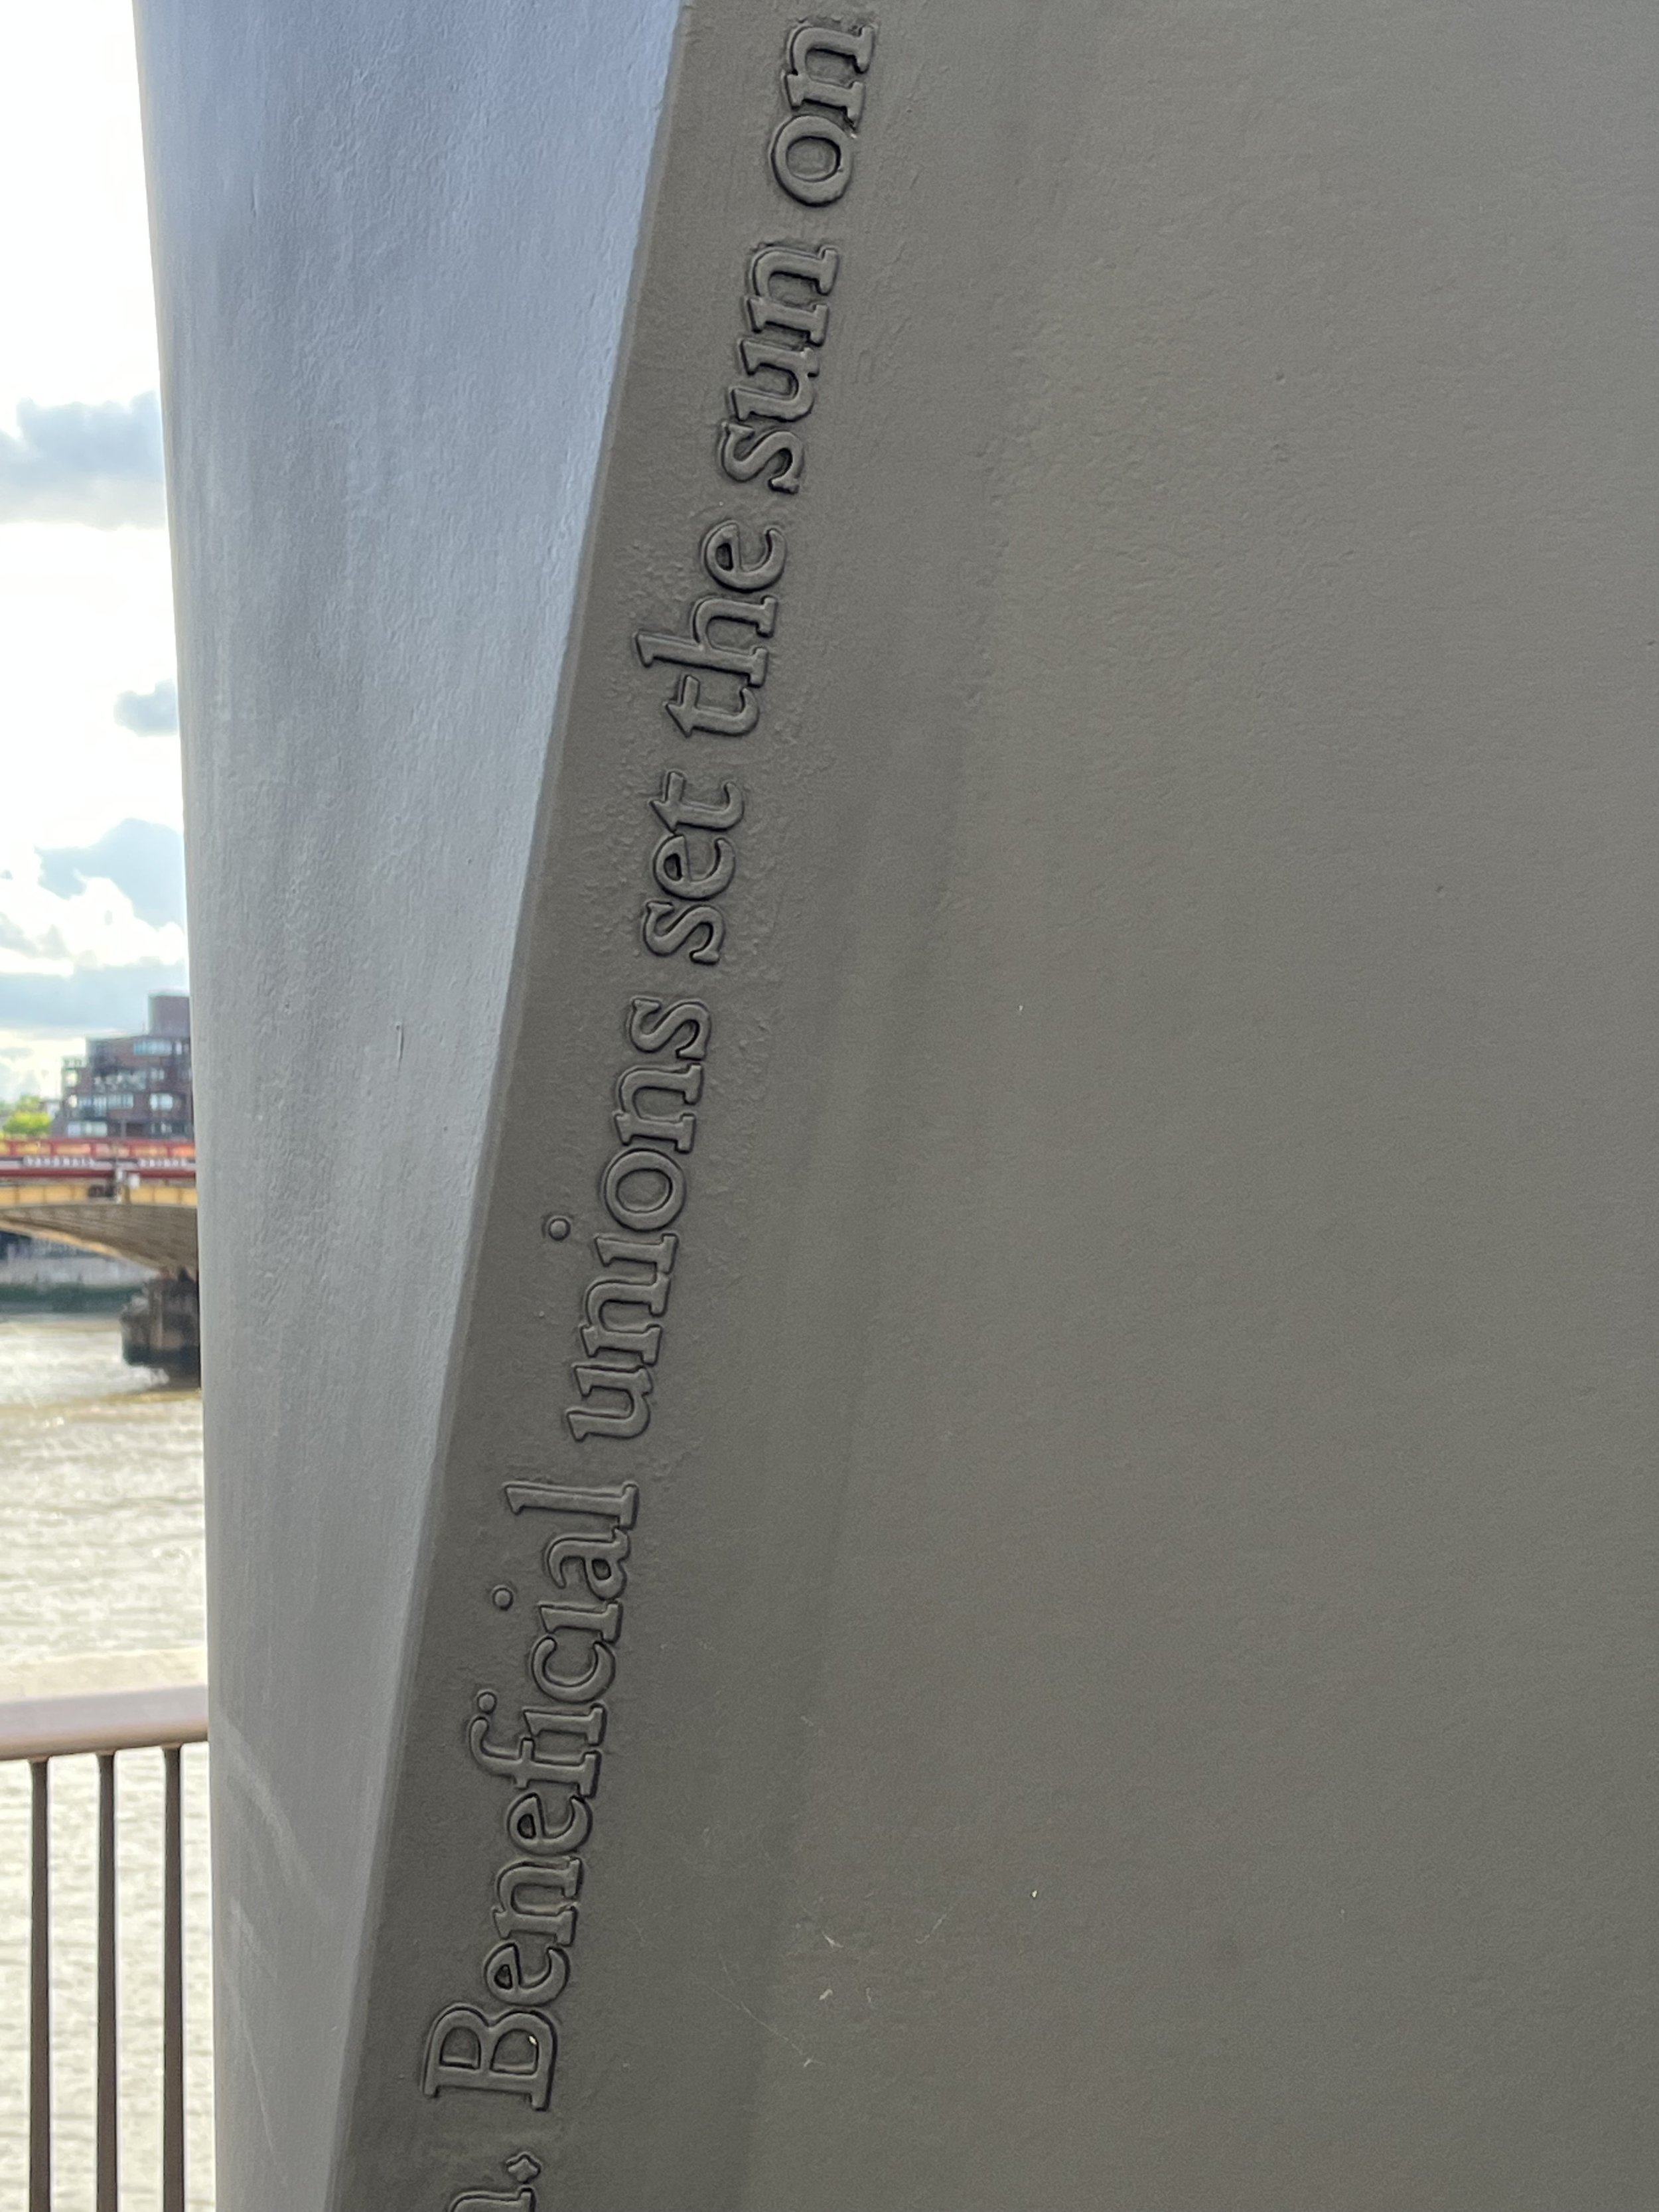 . Beneficial unions set the sun on